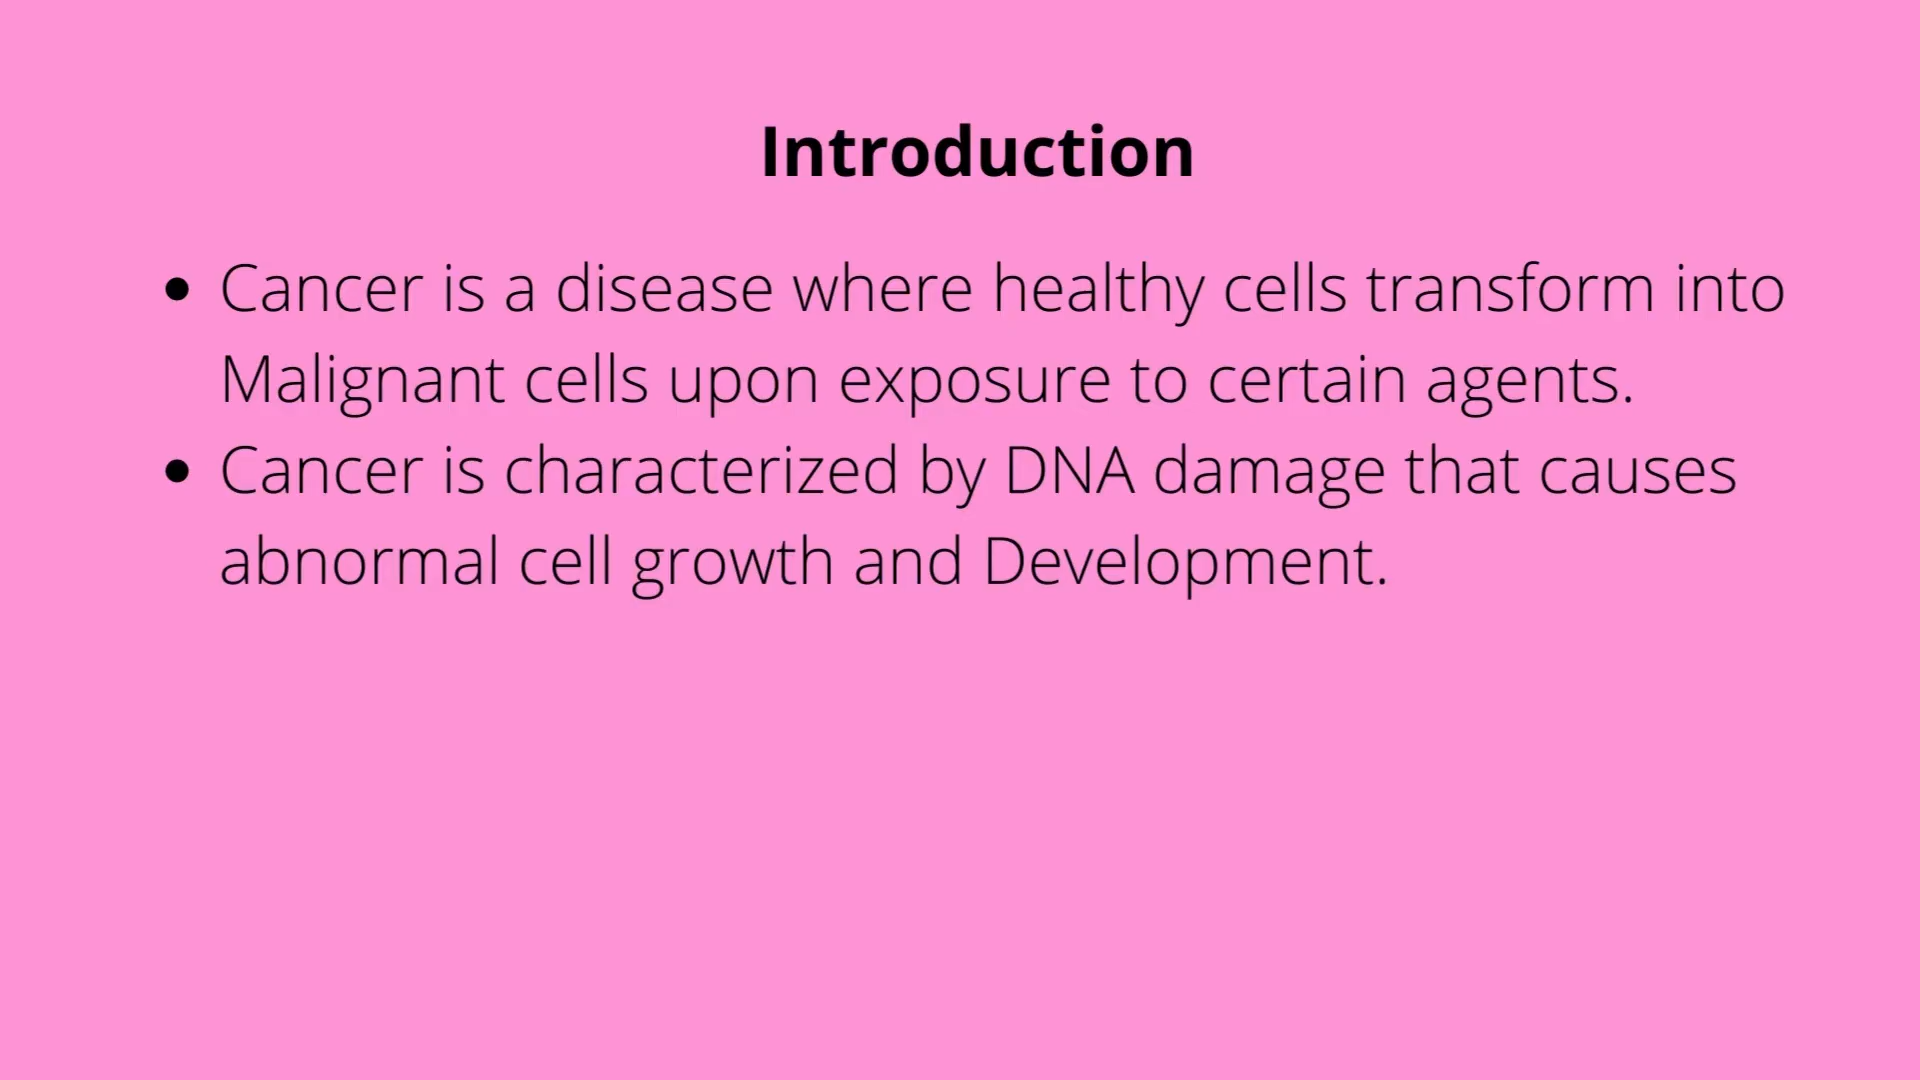 Introduction
• Cancer is a disease where healthy cells transform into
Malignant cells upon exposure to certain agents.
• Cancer is characterized by DNA damage that causes
abnormal cell growth and Development.